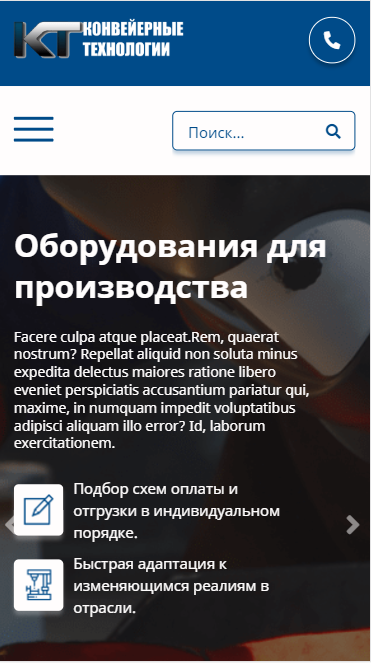 КТ КОНВЕЙЕРНЫЕ
ТЕХНОЛОГИИ
Поиск...
Оборудования для
производства
Facere culpa atque placeat.Rem, quaerat
nostrum? Repellat aliquid non soluta minus
expedita delectus maiores ratione libero
eveniet perspiciatis accusantium pariatur qui,
maxime, in numquam impedit voluptatibus
adipisci aliquam illo error? Id, laborum
exercitationem.
Подбор схем оплаты и
отгрузки в индивидуальном
порядке.
Быстрая адаптация к
изменяющимся реалиям в
отрасли.